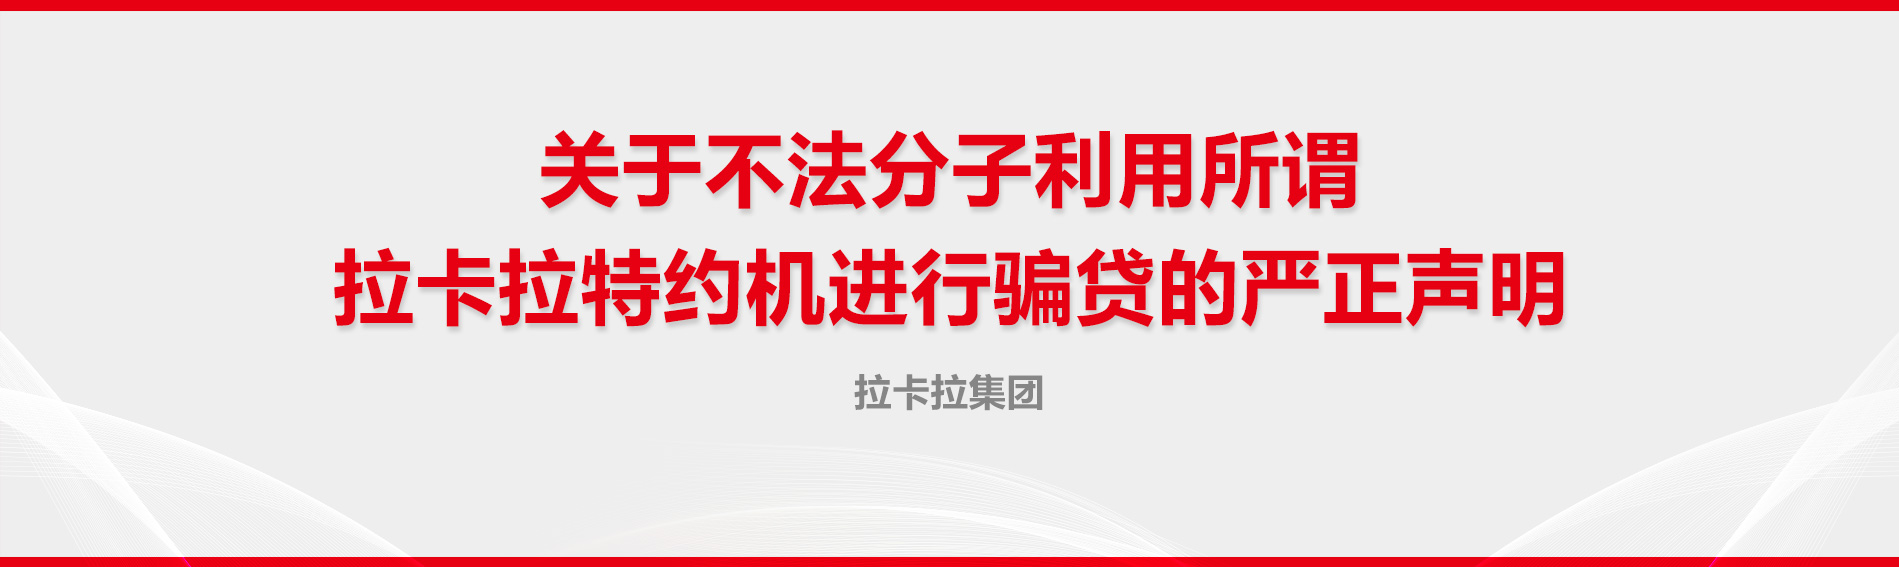 关于不法分子利用所谓
拉卡拉特约机进行骗贷的严正声明
拉卡拉集团